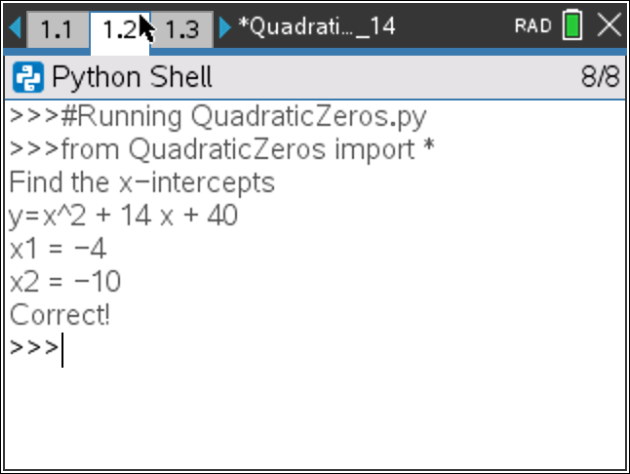 1.1 1.2 1.3 *Quadrati..._14 RAD
Python Shell 8/8
>>>#Running QuadraticZeros.py
>>>from QuadraticZeros import *
Find the x−intercepts
y=x^2 + 14 x + 40
x1 = −4
x2 = −10
Correct!
>>>